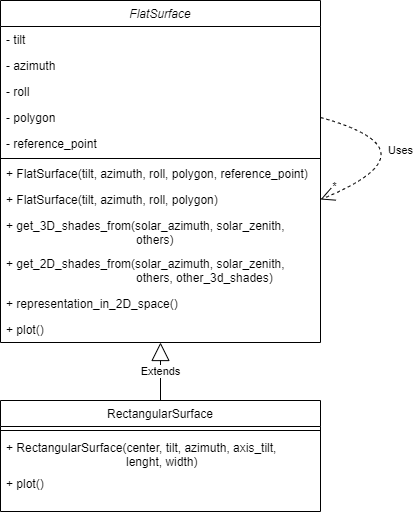 FlatSurface
- tilt
- azimuth
- roll
- polygon
- reference_point
Uses
*
+ FlatSurface(tilt, azimuth, roll, polygon, reference_point)
+ FlatSurface(tilt, azimuth, roll, polygon)
+ get_3D_shades_from(solar_azimuth, solar_zenith,
others)
+ get_2D_shades_from(solar_azimuth, solar_zenith,
others, other_3d_shades)
+ representation_in_2D_space()
+ plot()
Extends
RectangularSurface
+ RectangularSurface(center, tilt, azimuth, axis_tilt,
lenght, width)
+ plot()